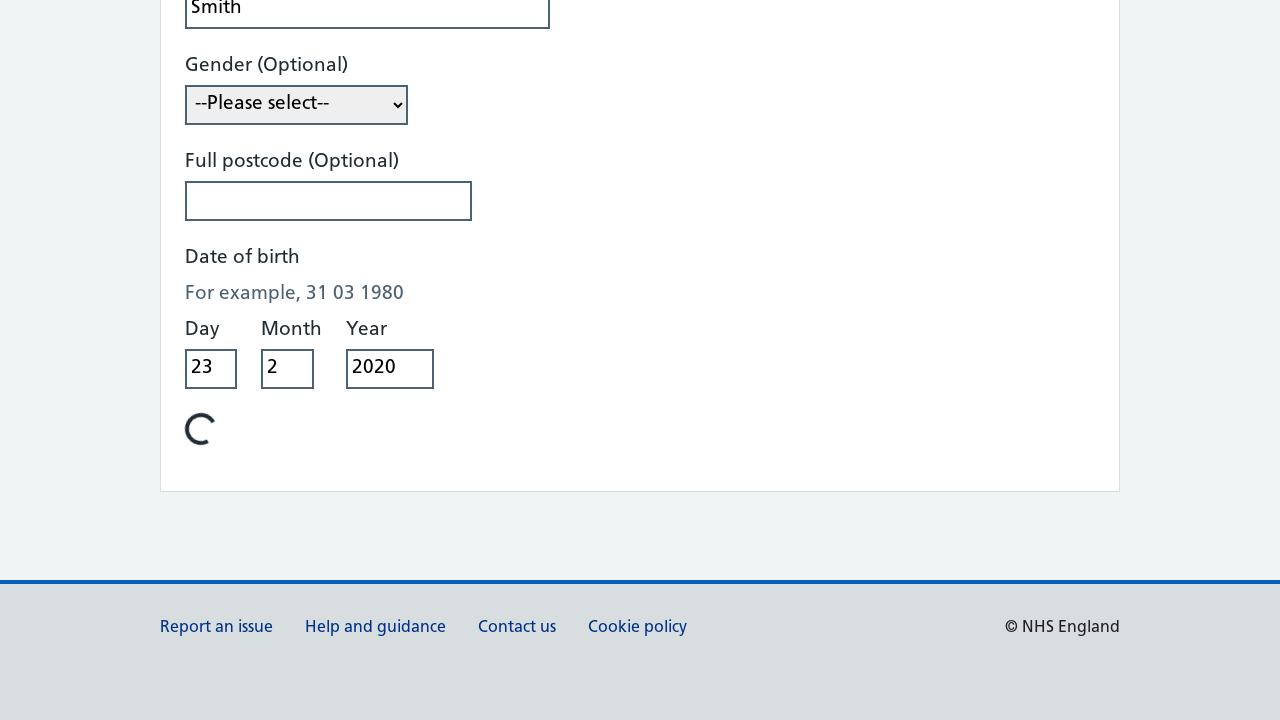 Smith
Gender (Optional)
--Please select--
Full postcode (Optional)
Date of birth
For example, 31 03 1980
Day Month Year
23 2 2020
Report an issue Help and guidance Contact us Cookie policy © NHS England